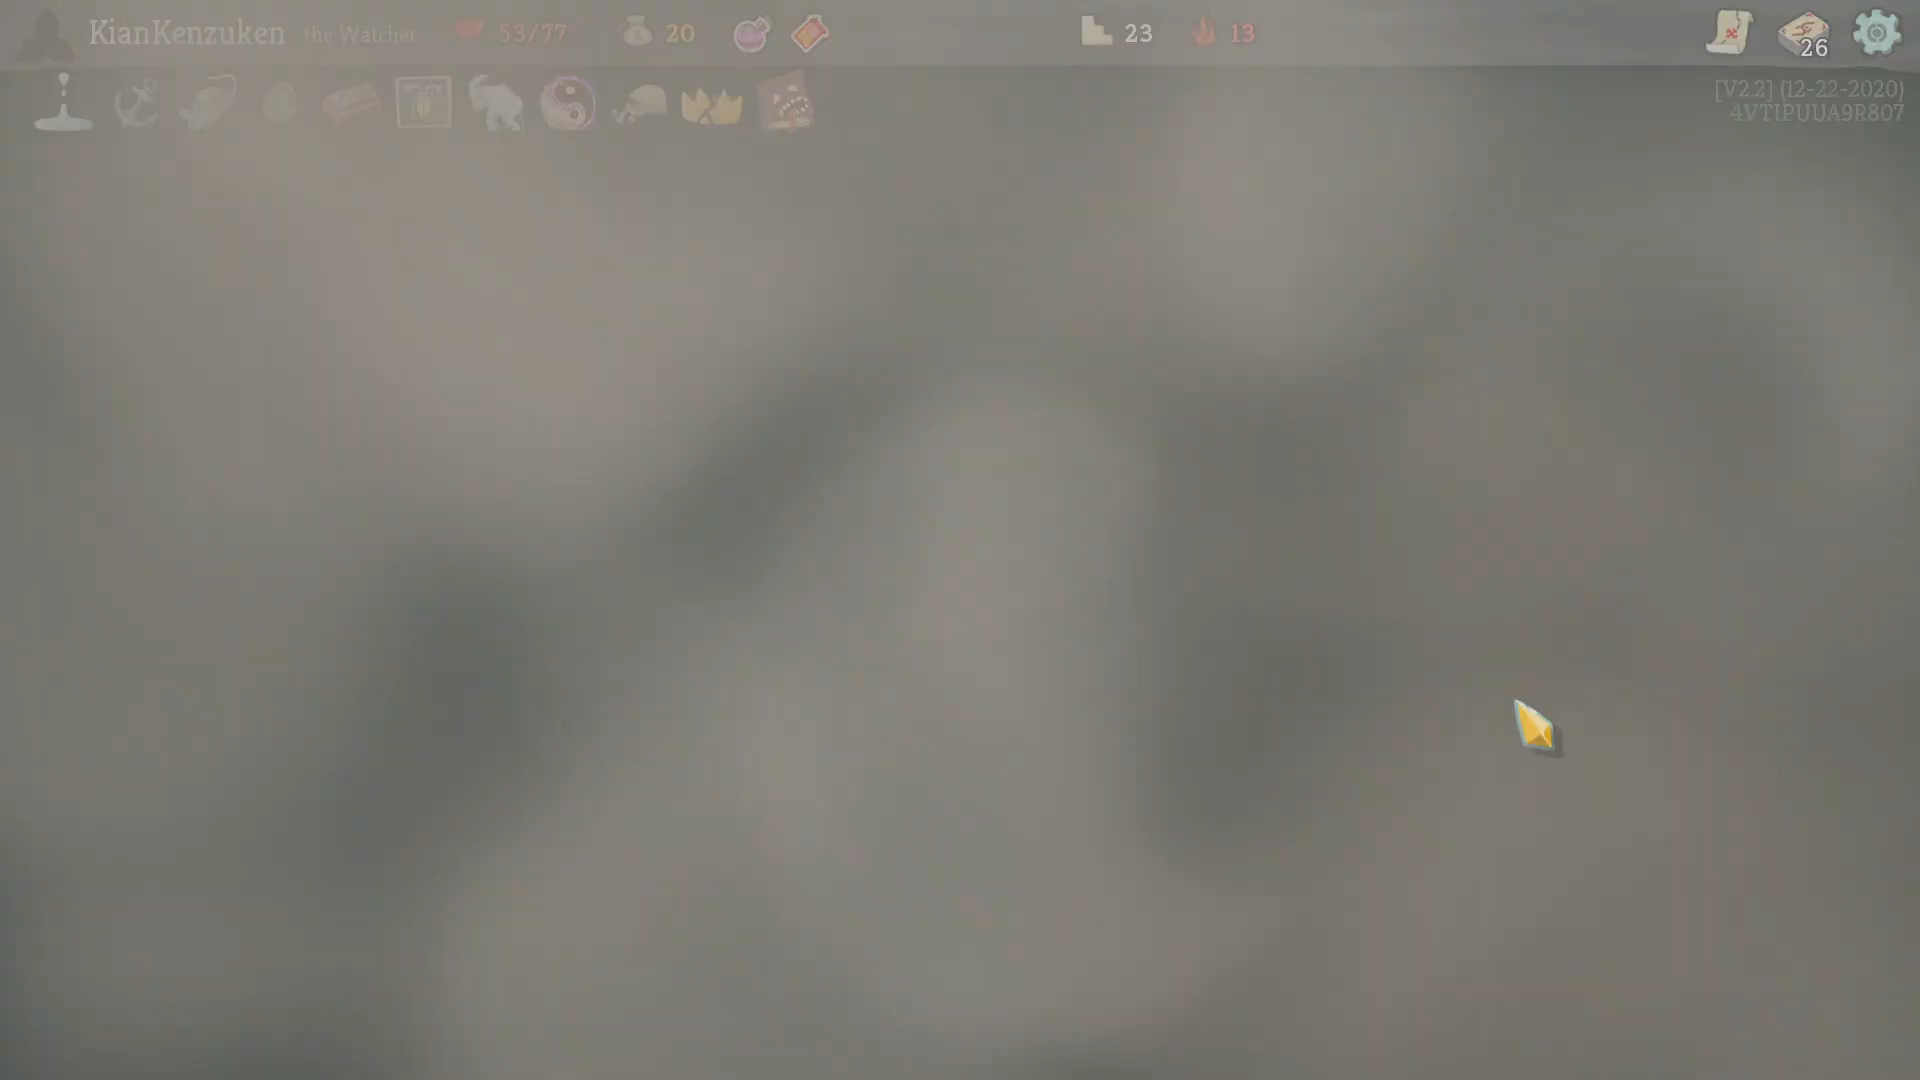 KianKenzuken the Watcher 53/77 20 23 13
26
[V2.2] (12-22-2020)
4VTIPUUA9R807